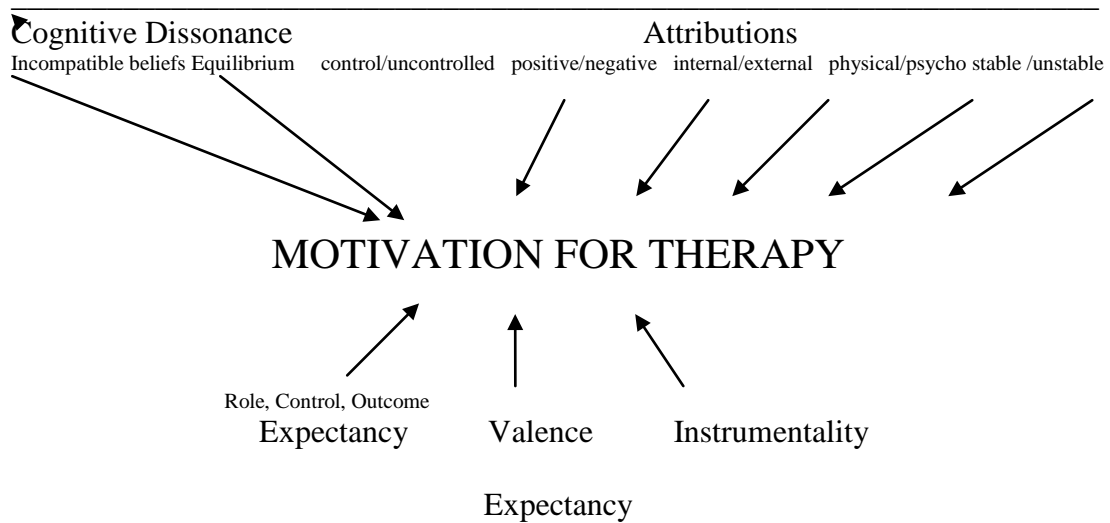 Cognitive Dissonance Attributions
Incompatible beliefs Equilibrium control/uncontrolled positive/negative internal/external physical/psycho stable /unstable
MOTIVATION FOR THERAPY
Role, Control, Outcome
Expectancy Valence Instrumentality
Expectancy